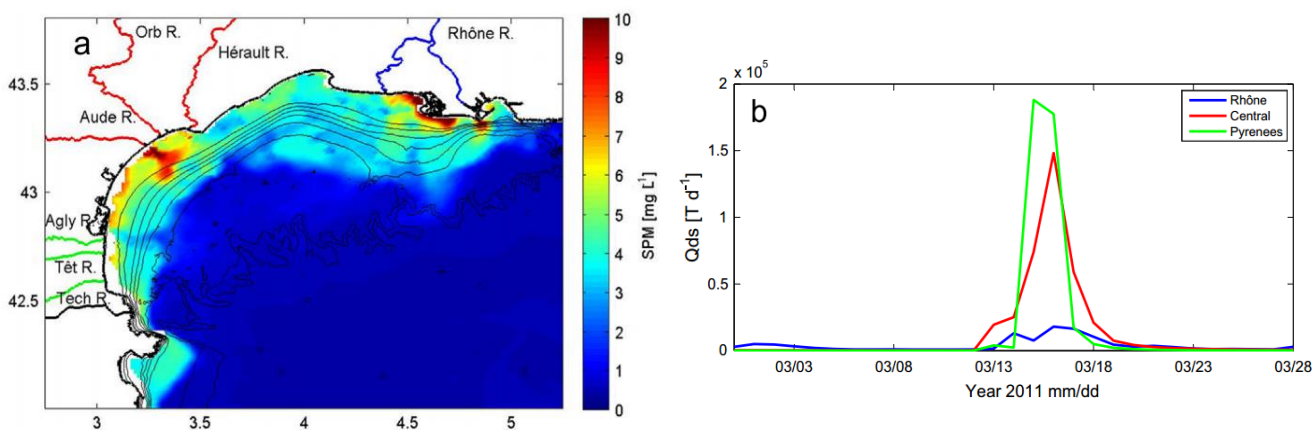 a
Orb R.
Hérault R.
Rhône R.
Aude R.
Agly R.
Têt R.
Tech R.
43.5
43
42.5
3
3.5
4
4.5
5
10
9
8
7
6
5
4
3
2
1
0
SPM [mg L⁻¹]
b
x 10⁵
2
1.5
1
0.5
0
Qds [T d⁻¹]
Rhône
Central
Pyrenees
03/03
03/08
03/13
03/18
03/23
03/28
Year 2011 mm/dd